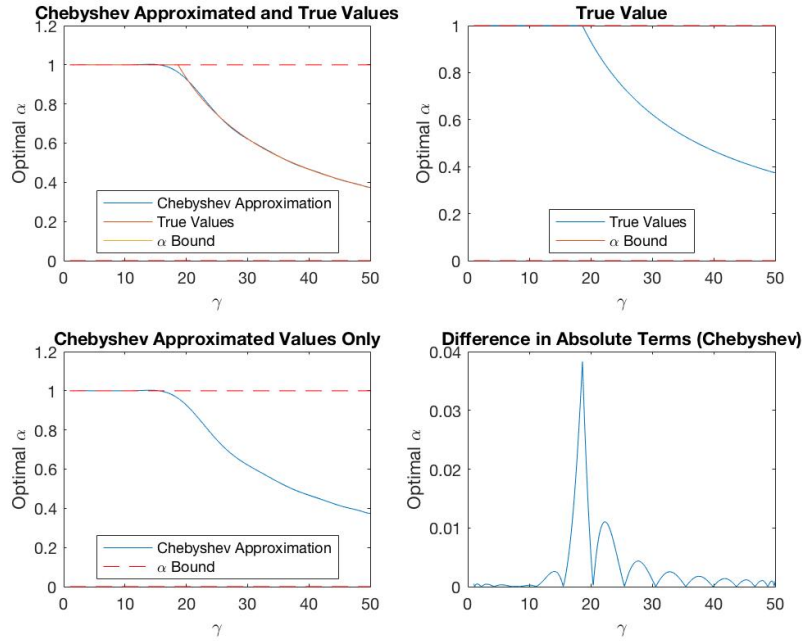 Chebyshev Approximated and True Values
1.2
1
0.8
0.6
0.4
0.2
0
Optimal α
Chebyshev Approximation
True Values
α Bound
0 10 20 30 40 50
γ
True Value
1
0.8
0.6
0.4
0.2
0
Optimal α
True Values
α Bound
0 10 20 30 40 50
γ
Chebyshev Approximated Values Only
1.2
1
0.8
0.6
0.4
0.2
0
Optimal α
Chebyshev Approximation
α Bound
0 10 20 30 40 50
γ
Difference in Absolute Terms (Chebyshev)
0.04
0.03
0.02
0.01
0
Optimal α
0 10 20 30 40 50
γ